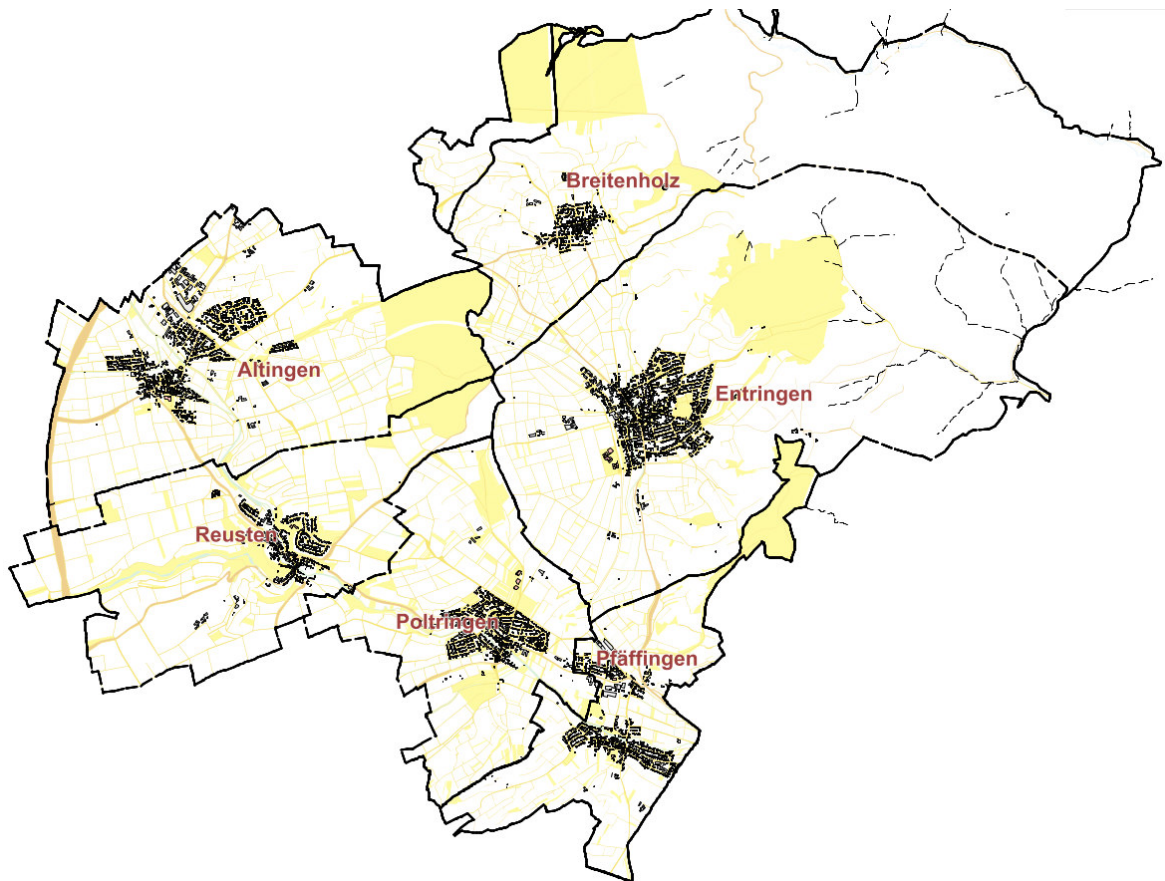 Breitenholz
Altingen
Entringen
Reusten
Poltringen
Pfäffingen